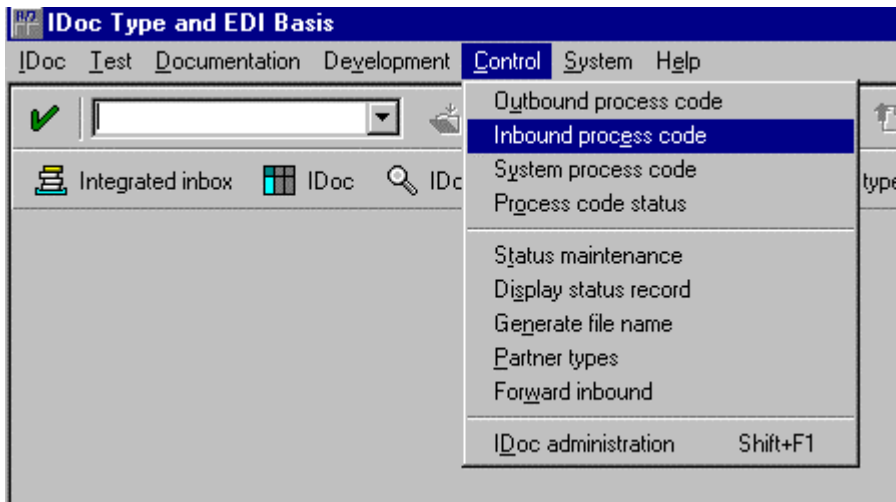 IDoc Type and EDI Basis
IDoc Test Documentation Development Control System Help
Outbound process code
Inbound process code
System process code
Process code status
Status maintenance
Display status record
Generate file name
Partner types
Forward inbound
IDoc administration Shift+F1
Integrated inbox IDoc